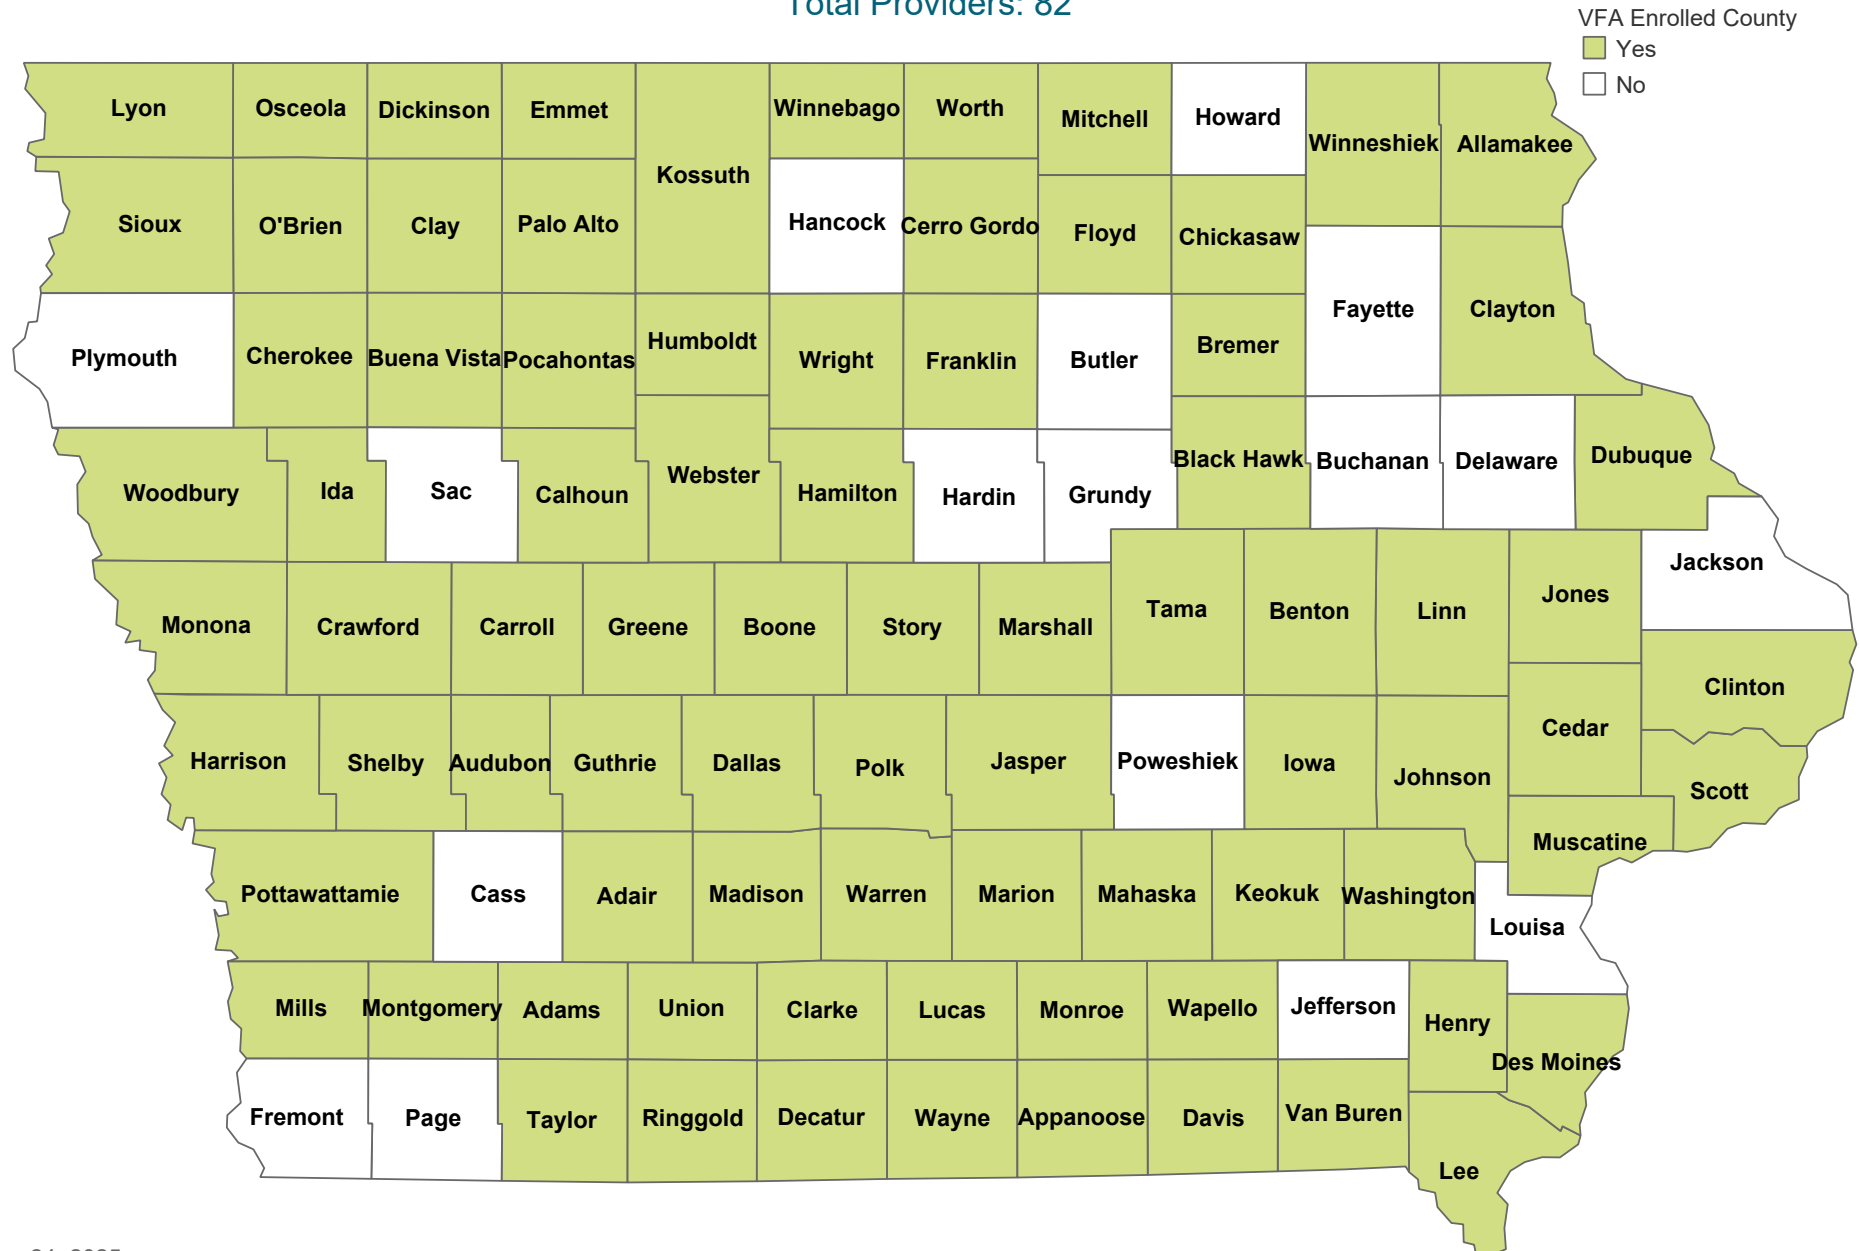 Total Providers: 82
VFA Enrolled County
Yes
No
Lyon
Osceola
Dickinson
Emmet
Kossuth
Winnebago
Worth
Mitchell
Howard
Winneshiek
Allamakee
Sioux
O'Brien
Clay
Palo Alto
Hancock
Cerro Gordo
Floyd
Chickasaw
Fayette
Clayton
Plymouth
Cherokee
Buena Vista
Pocahontas
Humboldt
Wright
Franklin
Butler
Bremer
Woodbury
Ida
Sac
Calhoun
Webster
Hamilton
Hardin
Grundy
Black Hawk
Buchanan
Delaware
Dubuque
Jackson
Monona
Crawford
Carroll
Greene
Boone
Story
Marshall
Tama
Benton
Linn
Jones
Clinton
Harrison
Shelby
Audubon
Guthrie
Dallas
Polk
Jasper
Poweshiek
Iowa
Johnson
Cedar
Scott
Muscatine
Pottawattamie
Cass
Adair
Madison
Warren
Marion
Mahaska
Keokuk
Washington
Louisa
Mills
Montgomery
Adams
Union
Clarke
Lucas
Monroe
Wapello
Jefferson
Henry
Des Moines
Fremont
Page
Taylor
Ringgold
Decatur
Wayne
Appanoose
Davis
Van Buren
Lee